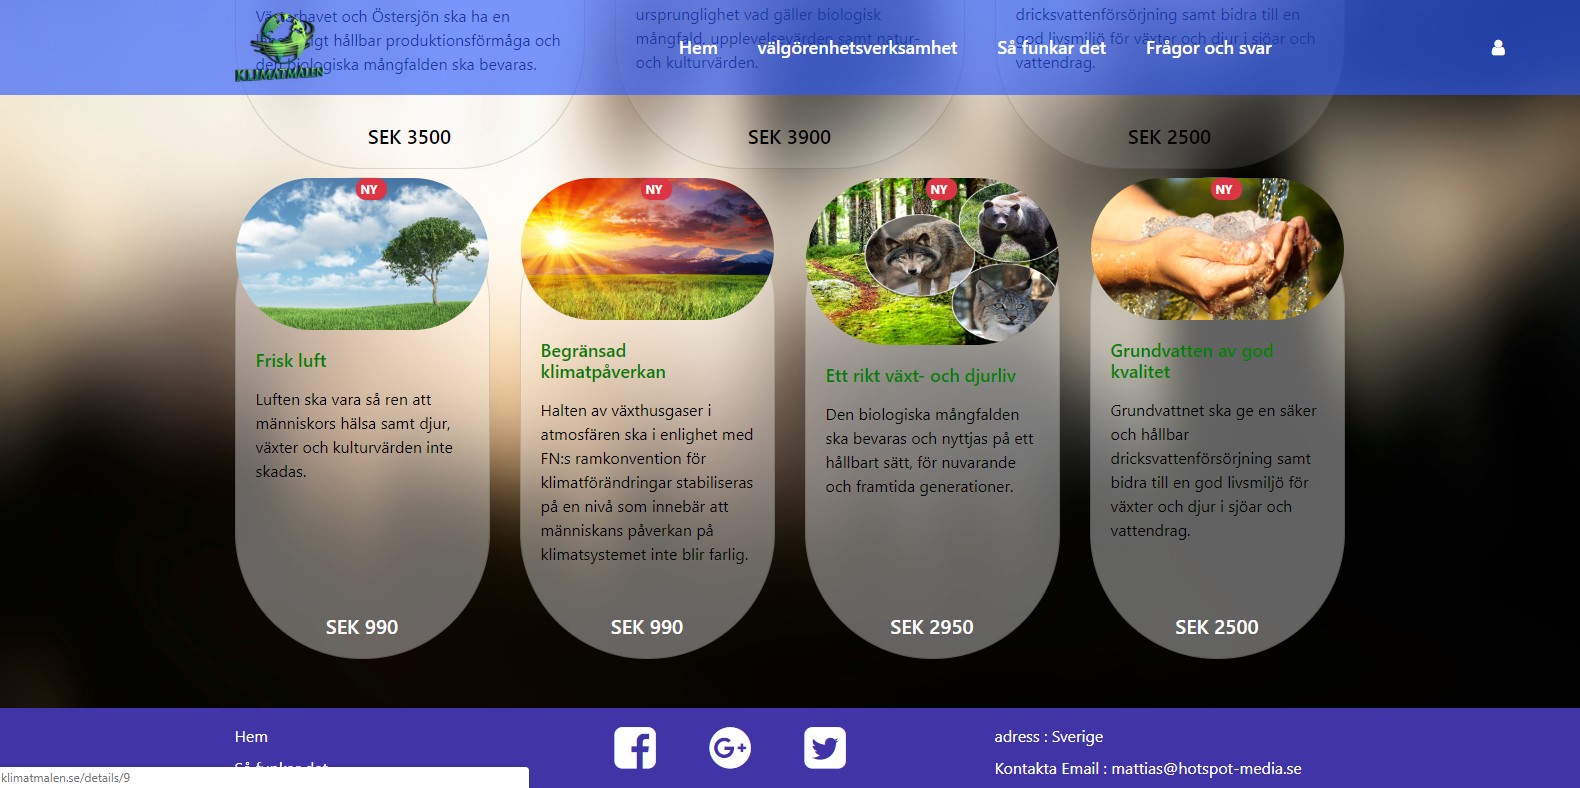 Västerhavet och Östersjön ska ha en
långsiktigt hållbar produktionsförmåga och
den biologiska mångfalden ska bevaras.
ursprunglighet vad gäller biologisk
mångfald, upplevelsevärden samt natur-
och kulturvärden.
dricksvattenförsörjning samt bidra till en
god livsmiljö för växter och djur i sjöar och
vattendrag.
KLIMATMALEN
Hem
välgörenhetsverksamhet
Så funkar det
Frågor och svar
SEK 3500
SEK 3900
SEK 2500
NY
Frisk luft
Luften ska vara så ren att
människors hälsa samt djur,
växter och kulturvärden inte
skadas.
SEK 990
NY
Begränsad
klimatpåverkan
Halten av växthusgaser i
atmosfären ska i enlighet med
FN:s ramkonvention för
klimatförändringar stabiliseras
på en nivå som innebär att
människans påverkan på
klimatsystemet inte blir farlig.
SEK 990
NY
Ett rikt växt- och djurliv
Den biologiska mångfalden
ska bevaras och nyttjas på ett
hållbart sätt, för nuvarande
och framtida generationer.
SEK 2950
NY
Grundvatten av god
kvalitet
Grundvattnet ska ge en säker
och hållbar
dricksvattenförsörjning samt
bidra till en god livsmiljö för
växter och djur i sjöar och
vattendrag.
SEK 2500
Hem
Så funkar det
G+
adress : Sverige
Kontakta Email : mattias@hotspot-media.se
klimatmalen.se/details/9